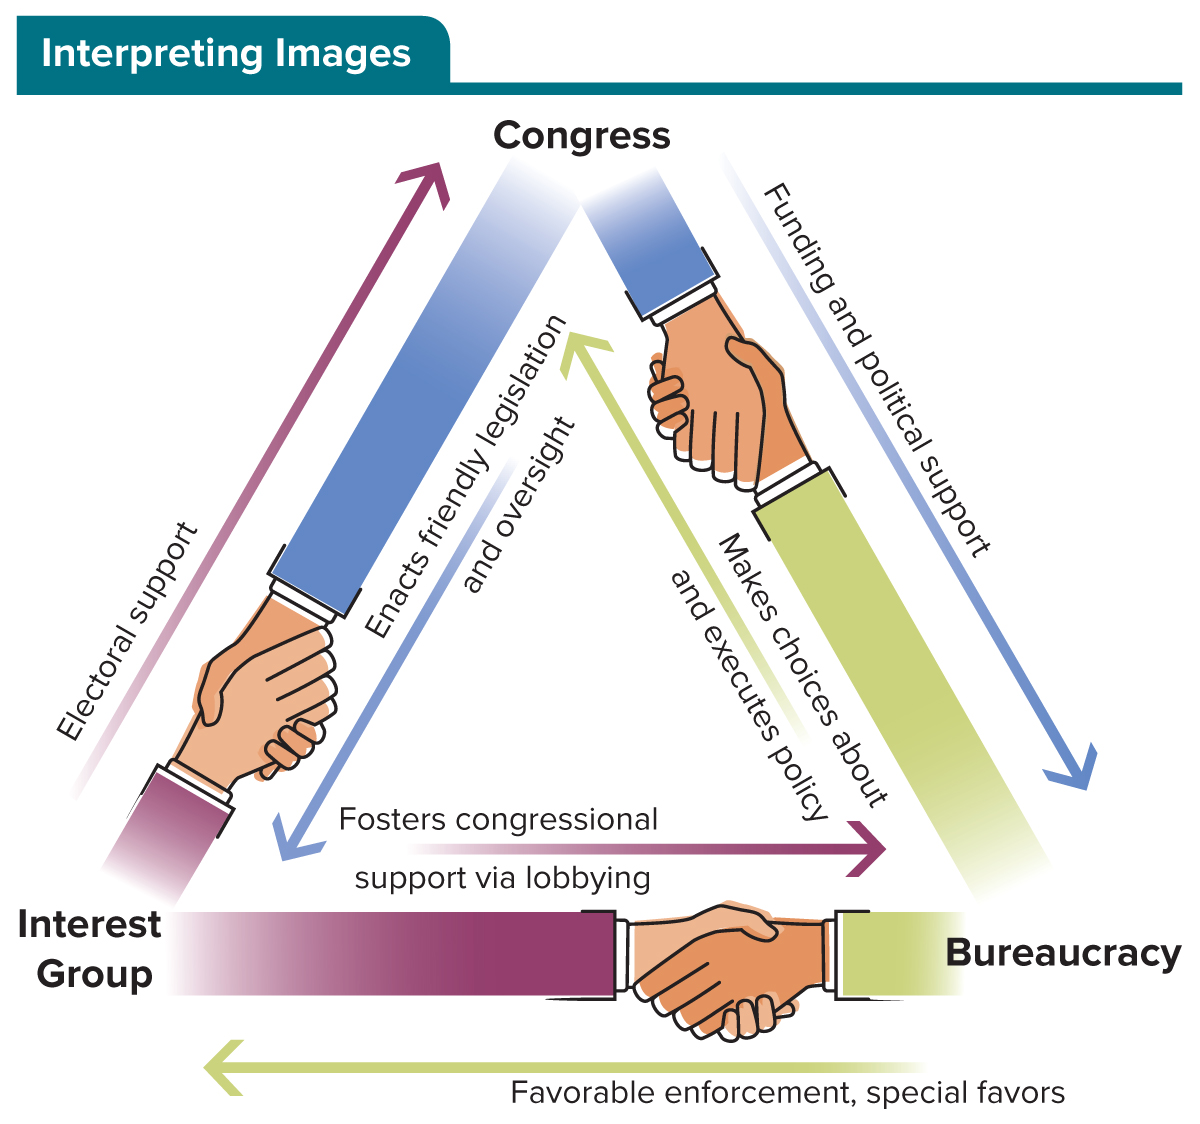 Interpreting Images
Congress
Electoral support
Enacts friendly legislation
and oversight
Funding and political support
Makes choices about
and executes policy
Fosters congressional
support via lobbying
Interest
Group
Bureaucracy
Favorable enforcement, special favors